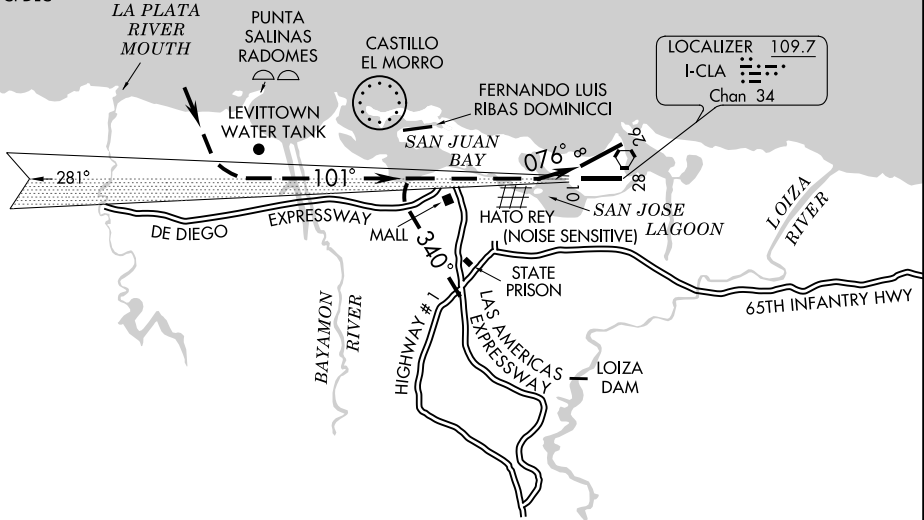 LA PLATA
RIVER
MOUTH
PUNTA
SALINAS
RADOMES
CASTILLO
EL MORRO
LOCALIZER 109.7
I-CLA
Chan 34
FERNANDO LUIS
RIBAS DOMINICCI
LEVITTOWN
WATER TANK
SAN JUAN
BAY
076°
8
26
281°
101°
10
28
DE DIEGO
EXPRESSWAY
MALL
HATO REY
(NOISE SENSITIVE)
SAN JOSE
LAGOON
LOIZA
RIVER
340°
STATE
PRISON
65TH INFANTRY HWY
BAYAMON
RIVER
HIGHWAY #1
LAS AMERICAS
EXPRESSWAY
LOIZA
DAM